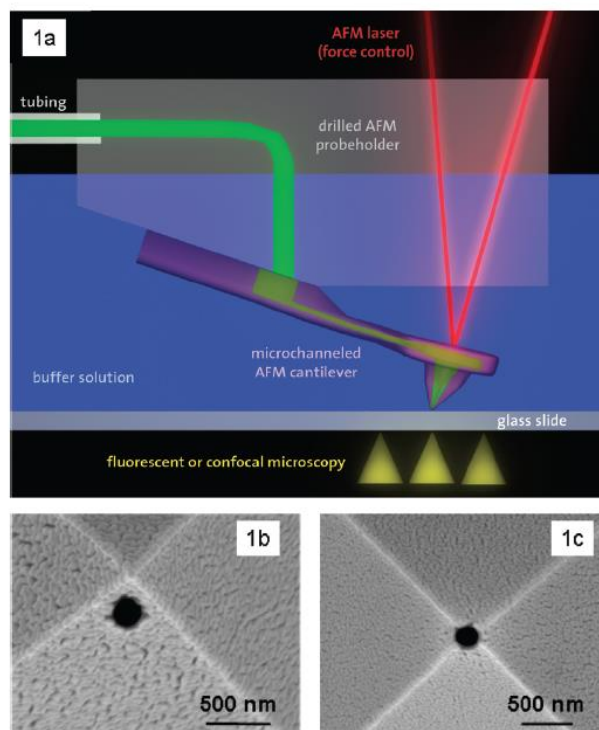 1a
AFM laser
(force control)
tubing
drilled AFM
probeholder
microchanneled
AFM cantilever
buffer solution
glass slide
fluorescent or confocal microscopy
1b
1c
500 nm
500 nm